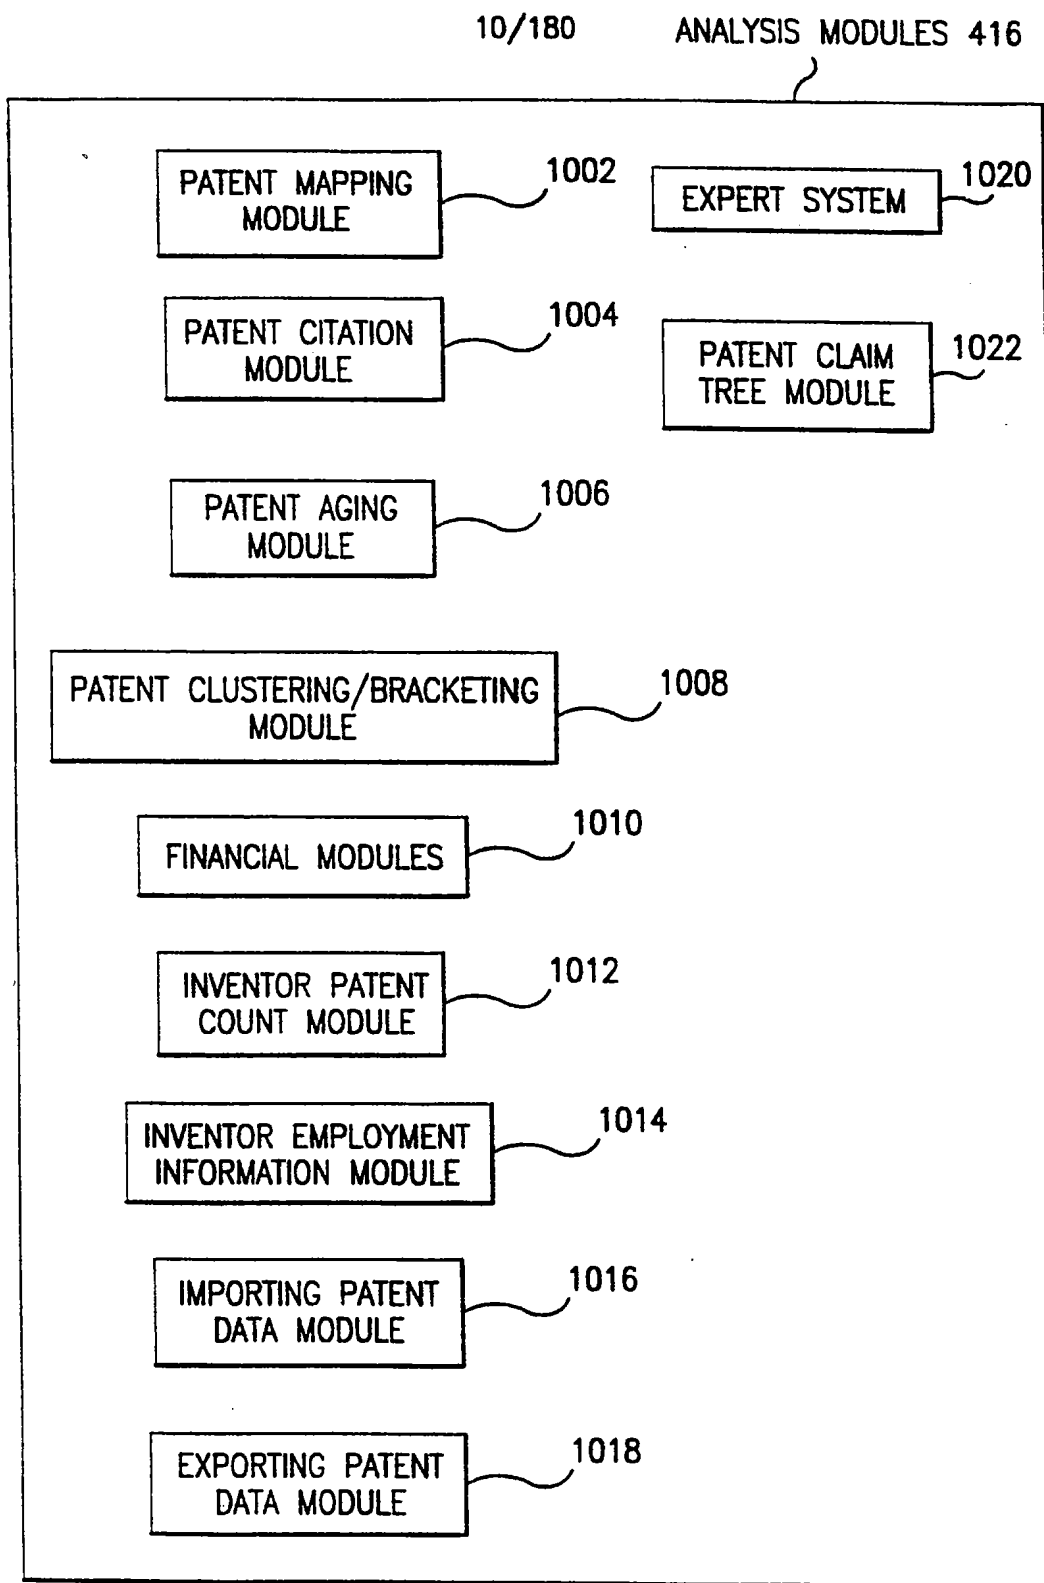 10/180
ANALYSIS MODULES 416
PATENT MAPPING
MODULE
1002
EXPERT SYSTEM
1020
PATENT CITATION
MODULE
1004
PATENT CLAIM
TREE MODULE
1022
PATENT AGING
MODULE
1006
PATENT CLUSTERING/BRACKETING
MODULE
1008
FINANCIAL MODULES
1010
INVENTOR PATENT
COUNT MODULE
1012
INVENTOR EMPLOYMENT
INFORMATION MODULE
1014
IMPORTING PATENT
DATA MODULE
1016
EXPORTING PATENT
DATA MODULE
1018